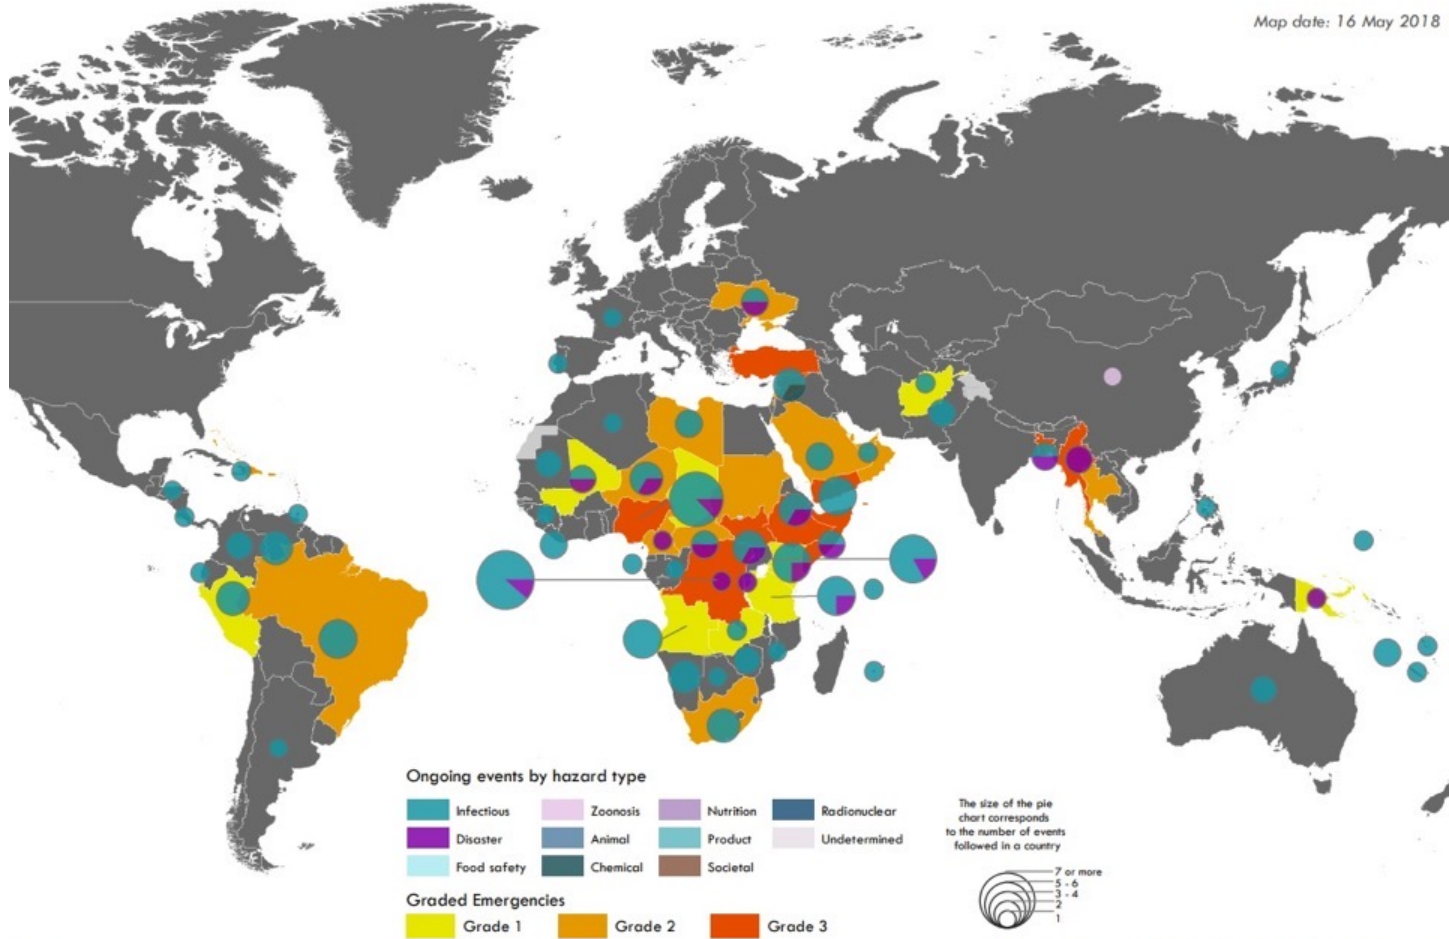 Map date: 16 May 2018
Ongoing events by hazard type
Infectious
Zoonosis
Nutrition
Radionuclear
Disaster
Animal
Product
Undetermined
Food safety
Chemical
Societal
The size of the pie
chart corresponds
to the number of events
followed in a country
7 or more
5 - 6
3 - 4
2
1
Graded Emergencies
Grade 1
Grade 2
Grade 3